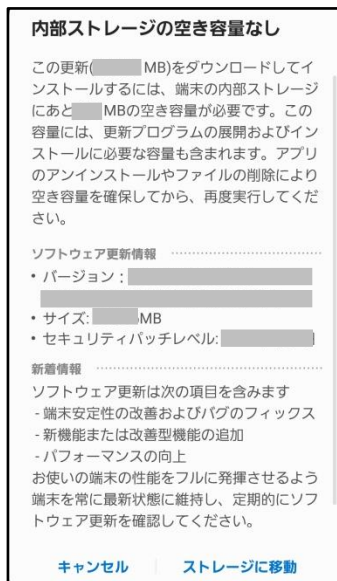 内部ストレージの空き容量なし
この更新( MB)をダウンロードしてイ
ンストールするには、端末の内部ストレージ
にあと MBの空き容量が必要です。この
容量には、更新プログラムの展開およびイン
ストールに必要な容量も含まれます。アプリ
のアンインストールやファイルの削除により
空き容量を確保してから、再度実行してくだ
さい。
ソフトウェア更新情報
• バージョン :
• サイズ: MB
• セキュリティパッチレベル:
新着情報
ソフトウェア更新は次の項目を含みます
- 端末安定性の改善およびバグのフィックス
- 新機能または改善型機能の追加
- パフォーマンスの向上
お使いの端末の性能をフルに発揮させるよう
端末を常に最新状態に維持し、定期的にソフ
トウェア更新を確認してください。
キャンセル ストレージに移動